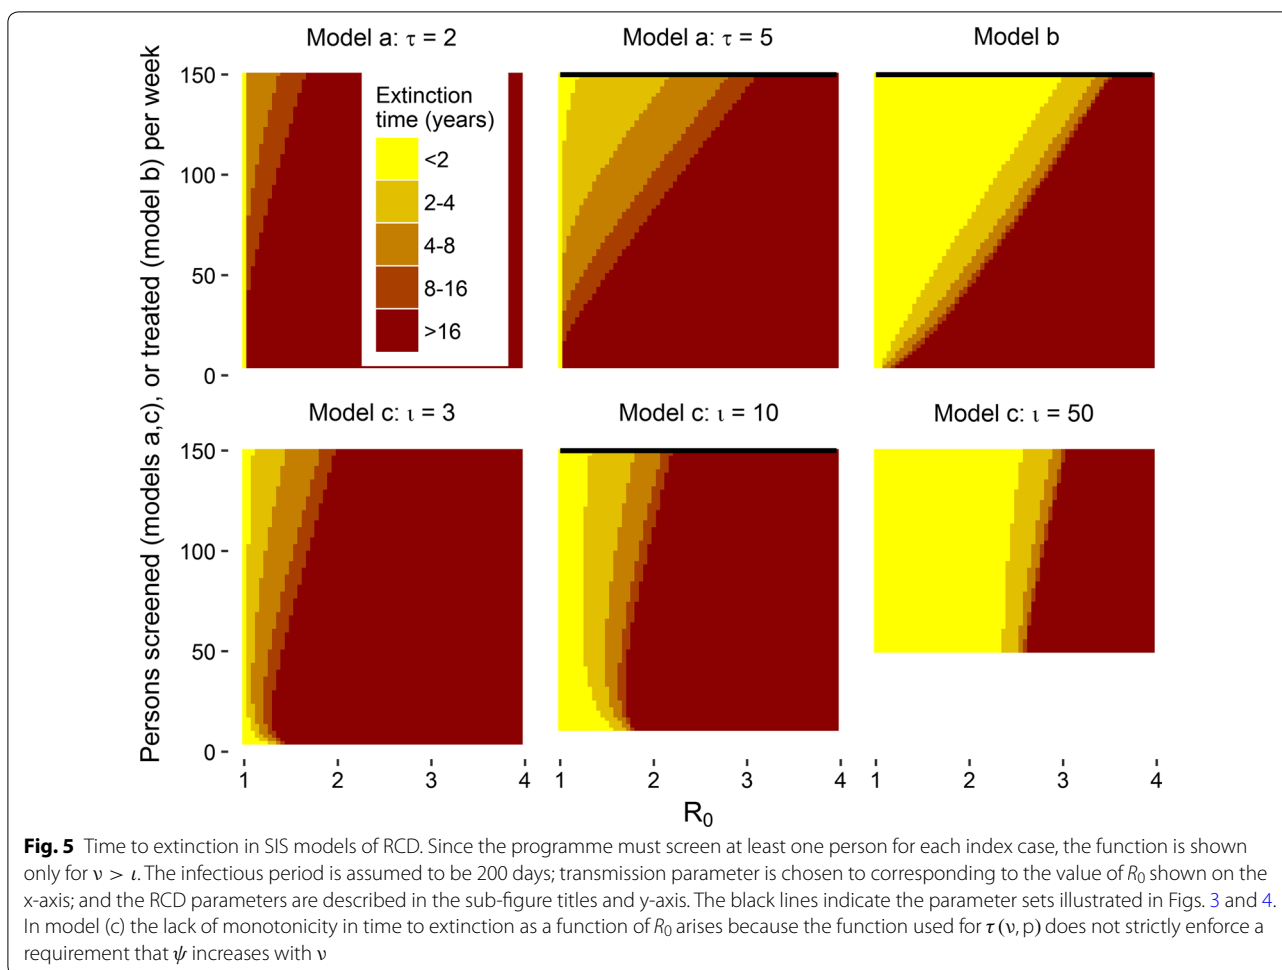 Model a: τ = 2
Model a: τ = 5
Model b
Persons screened (models a,c), or treated (model b) per week
150
100
50
0
Extinction
time (years)
<2
2-4
4-8
8-16
>16
Model c: ι = 3
Model c: ι = 10
Model c: ι = 50
150
100
50
0
1 2 3 4
1 2 3 4
1 2 3 4
R₀
Fig. 5 Time to extinction in SIS models of RCD. Since the programme must screen at least one person for each index case, the function is shown
only for ν > ι. The infectious period is assumed to be 200 days; transmission parameter is chosen to corresponding to the value of R₀ shown on the
x-axis; and the RCD parameters are described in the sub-figure titles and y-axis. The black lines indicate the parameter sets illustrated in Figs. 3 and 4.
In model (c) the lack of monotonicity in time to extinction as a function of R₀ arises because the function used for τ(ν, p) does not strictly enforce a
requirement that ψ increases with ν